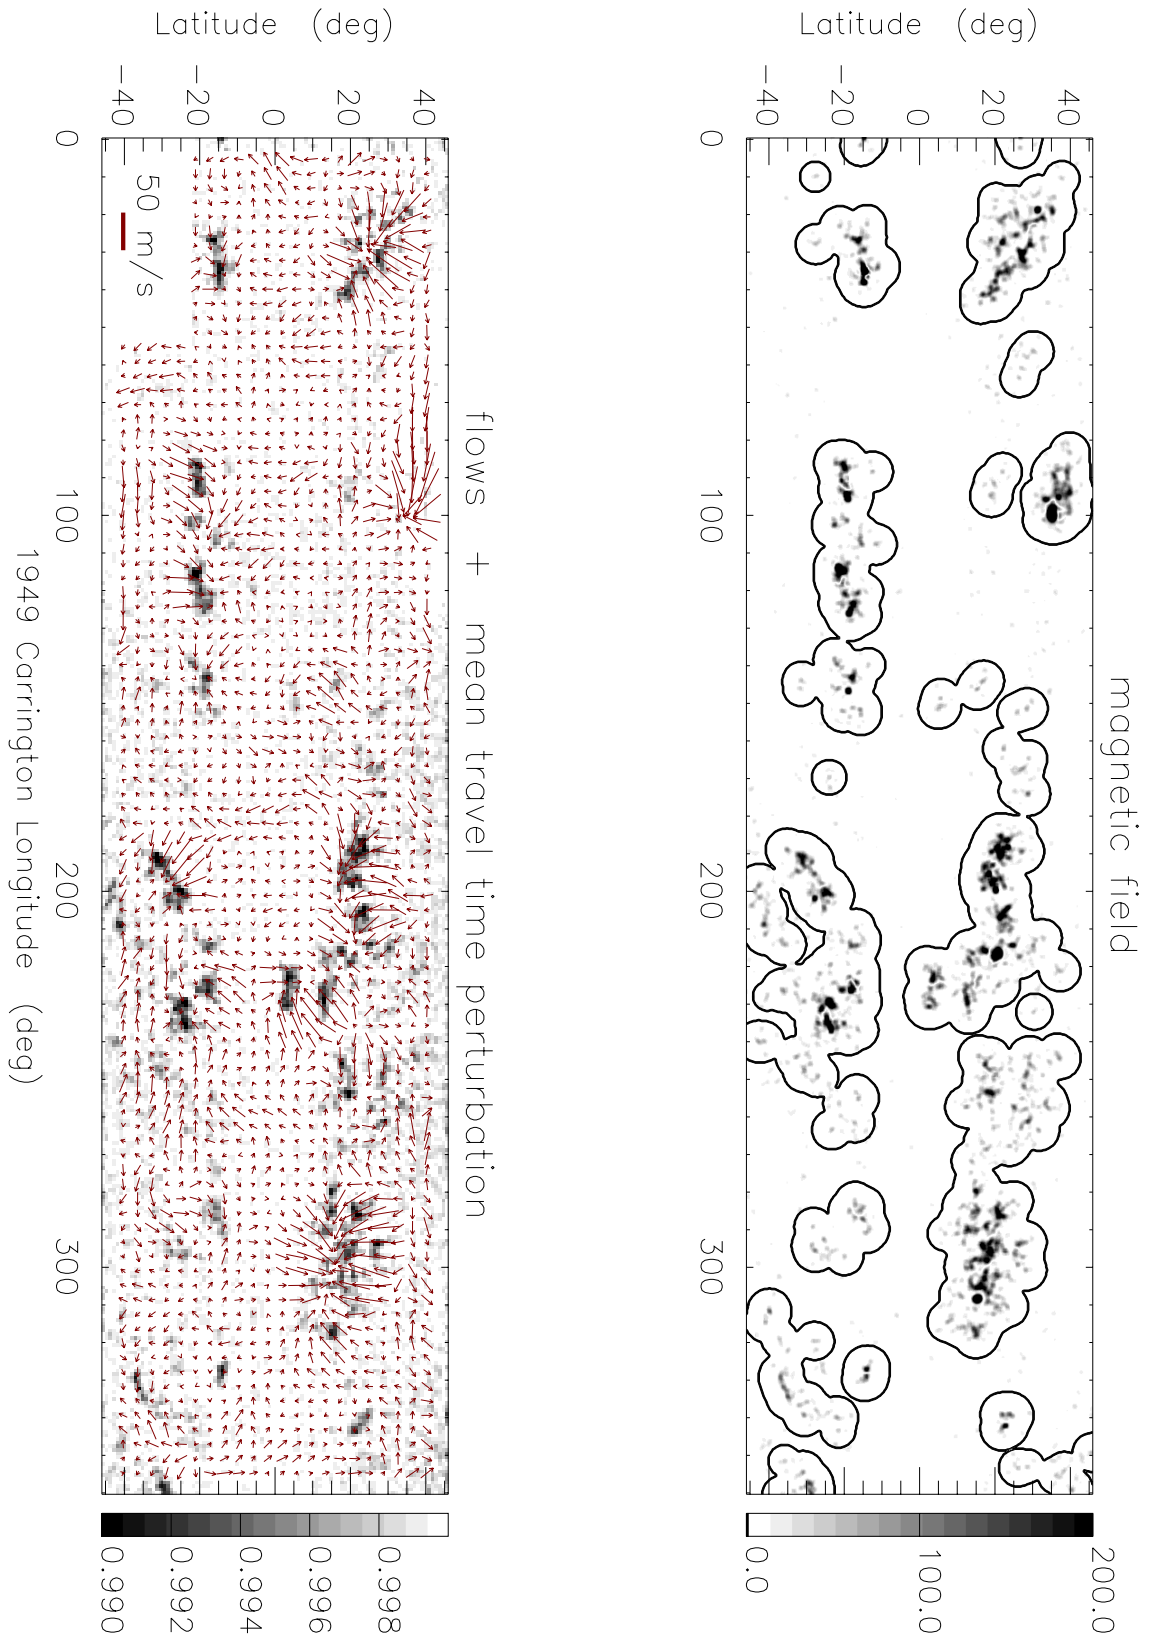 magnetic field
Latitude (deg)
-40 -20 0 20 40
0 100 200 300
0.0 100.0 200.0
flows + mean travel time perturbation
Latitude (deg)
-40 -20 0 20 40
50 m/s
0 100 200 300
1949 Carrington Longitude (deg)
0.990 0.992 0.994 0.996 0.998